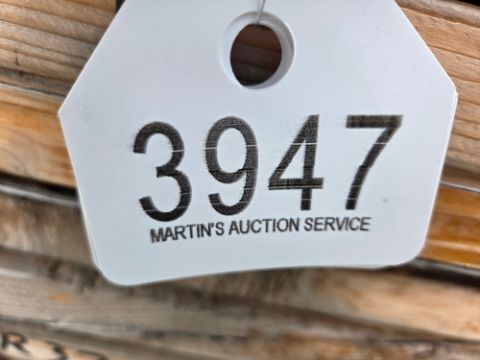 3947
MARTIN'S AUCTION SERVICE